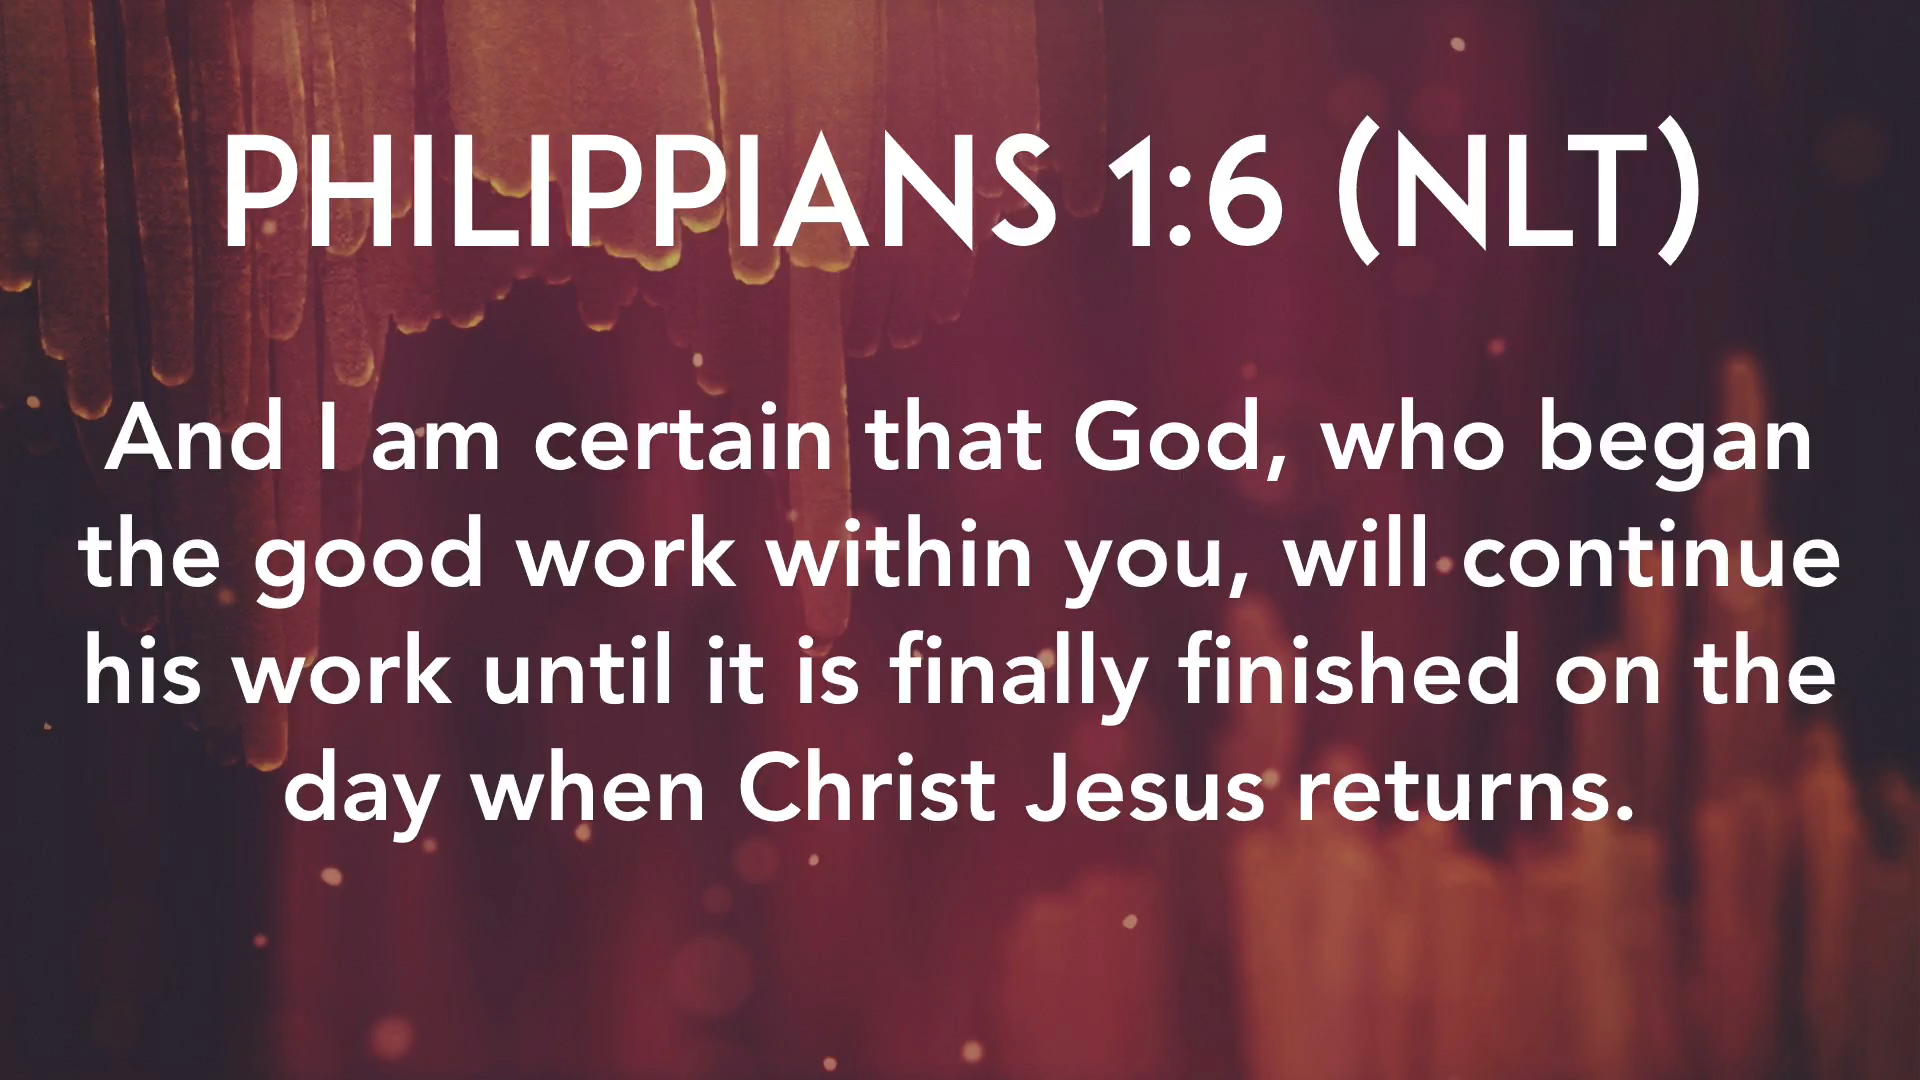 PHILIPPIANS 1:6 (NLT)
And I am certain that God, who began
the good work within you, will continue
his work until it is finally finished on the
day when Christ Jesus returns.